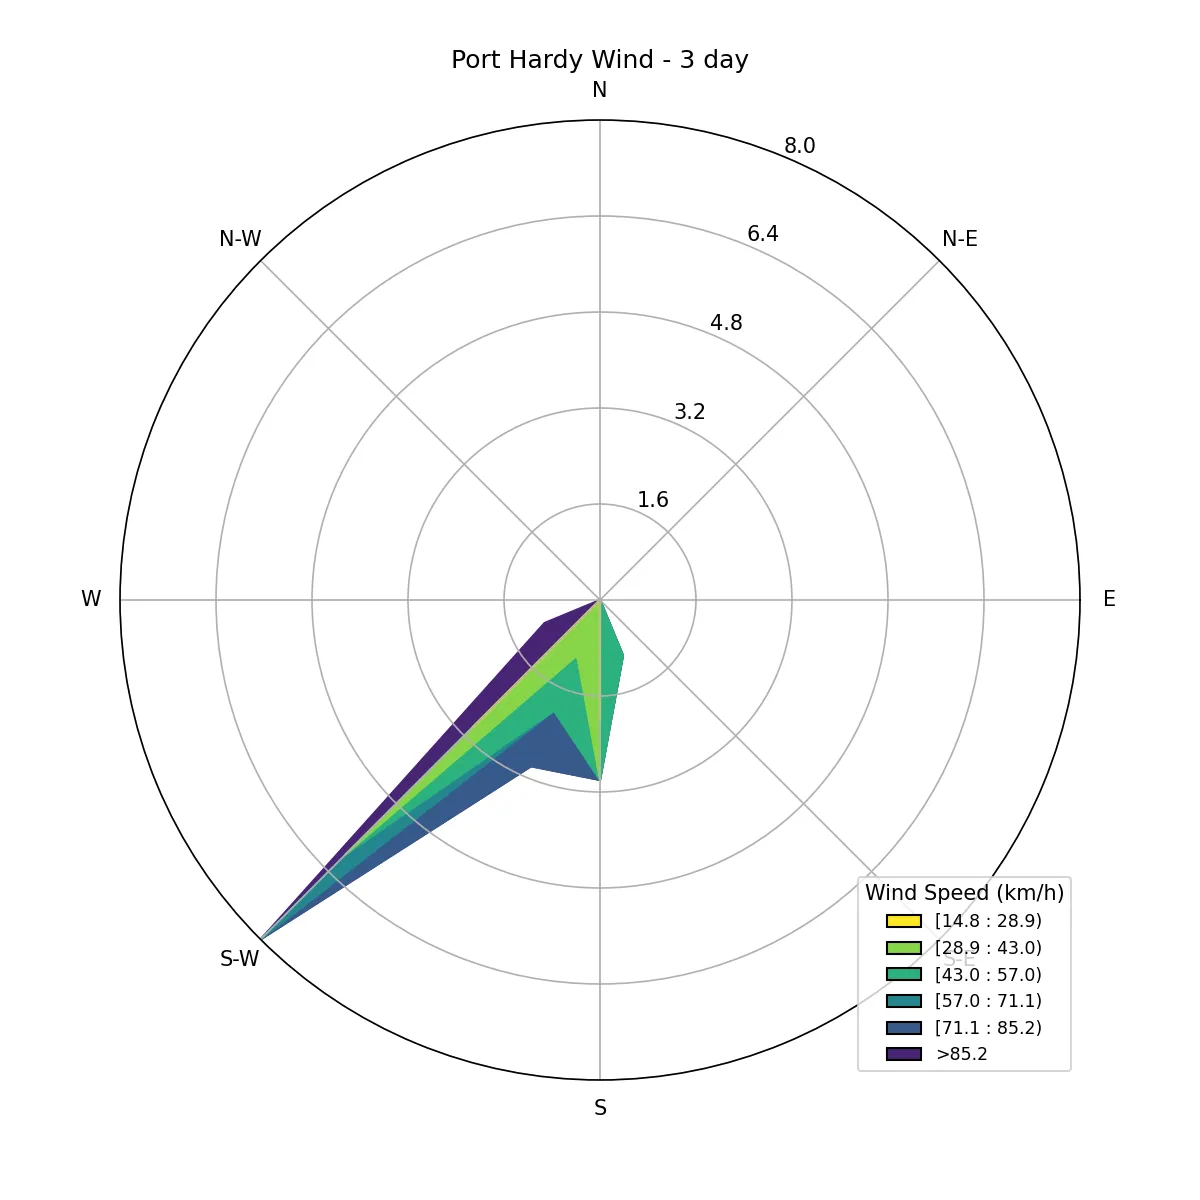 Port Hardy Wind - 3 day
N
8.0
N-W
N-E
6.4
4.8
3.2
1.6
W
E
S-W
S-E
S
Wind Speed (km/h)
[14.8 : 28.9)
[28.9 : 43.0)
[43.0 : 57.0)
[57.0 : 71.1)
[71.1 : 85.2)
>85.2